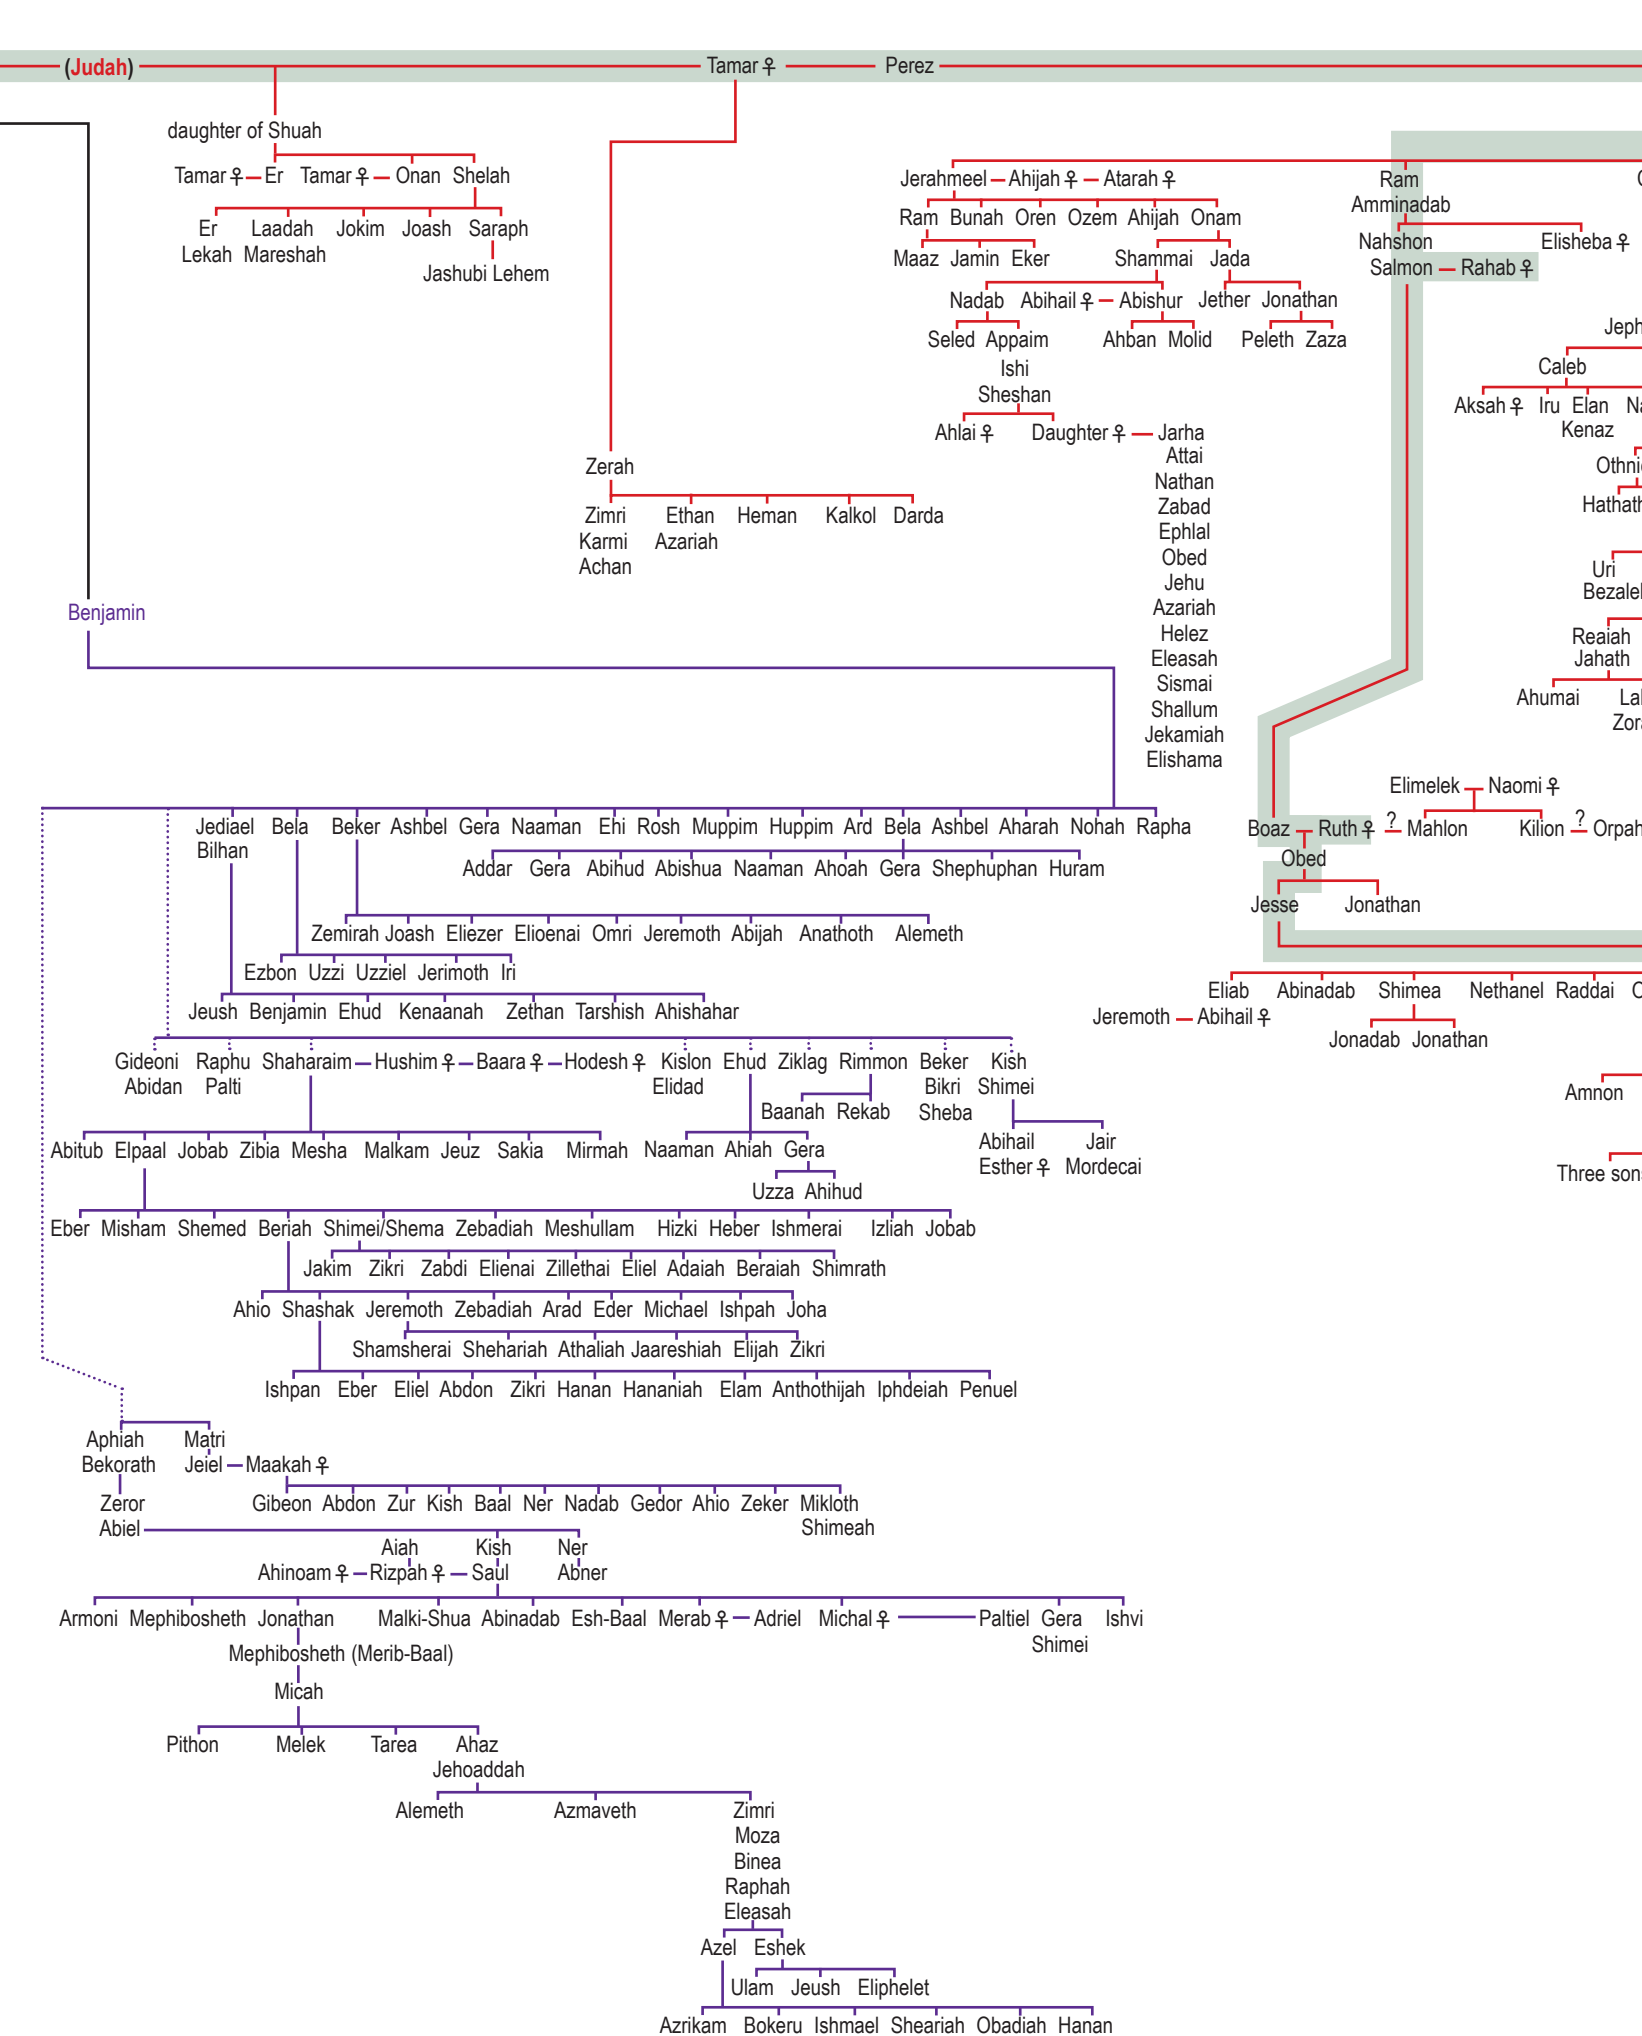 (Judah) Tamar♀ Perez
daughter of Shuah
Tamar♀ Er Tamar♀ Onan Shelah
Er Laadah Jokim Joash Saraph
Lekah Mareshah
Jashubi Lehem
Jerahmeel Ahijah♀ Atarah♀ Ram
Amminadab
Ram Bunah Oren Ozem Ahijah Onam
Nahshon Elisheba♀
Maaz Jamin Eker Shammai Jada
Salmon Rahab♀
Nadab Abihail♀ Abishur Jether Jonathan
Jeph
Seled Appaim Ahban Molid Peleth Zaza
Ishi
Caleb
Sheshan
Aksah♀ Iru Elan Na
Kenaz
Ahlai♀ Daughter♀ Jarha
Attai
Othni
Zerah
Nathan
Hathath
Zabad
Zimri Ethan Heman Kalkol Darda
Ephlal
Karmi Azariah
Obed
Achan
Uri
Jehu
Bezalel
Azariah
Benjamin
Helez
Reaiah
Eleasah
Jahath
Sismai
Ahumai La
Shallum
Zor
Jekamiah
Elishama
Elimelek Naomi♀
Jediael Bela Beker Ashbel Gera Naaman Ehi Rosh Muppim Huppim Ard Bela Ashbel Aharah Nohah Rapha
Boaz Ruth♀ ? Mahlon Kilion ? Orpah
Bilhan
Obed
Addar Gera Abihud Abishua Naaman Ahoah Gera Shephuphan Huram
Jesse Jonathan
Zemirah Joash Eliezer Elioenai Omri Jeremoth Abijah Anathoth Alemeth
Ezbon Uzzi Uzziel Jerimoth Iri
Eliab Abinadab Shimea Nethanel Raddai
Jeush Benjamin Ehud Kenaanah Zethan Tarshish Ahishahar
Jeremoth Abihail♀
Jonadab Jonathan
Gideoni Raphu Shaharaim Hushim♀ Baara♀ Hodesh♀ Kislon Ehud Ziklag Rimmon Beker Kish
Abidan Palti Elidad Bikri Shimei
Amnon
Baanah Rekab Sheba
Abitub Elpaal Jobab Zibia Mesha Malkam Jeuz Sakia Mirmah Naaman Ahiah Gera Abihail Jair
Esther♀ Mordecai
Three son
Uzza Ahihud
Eber Misham Shemed Beriah Shimei/Shema Zebadiah Meshullam Hizki Heber Ishmerai Izliah Jobab
Jakim Zikri Zabdi Elienai Zillethai Eliel Adaiah Beraiah Shimrath
Ahio Shashak Jeremoth Zebadiah Arad Eder Michael Ishpah Joha
Shamsherai Shehariah Athaliah Jaareshiah Elijah Zikri
Ishpan Eber Eliel Abdon Zikri Hanan Hananiah Elam Anthothijah Iphdeiah Penuel
Aphiah Matri
Bekorath Jeiel Maakah♀
Zeror Gibeon Abdon Zur Kish Baal Ner Nadab Gedor Ahio Zeker Mikloth
Abiel Shimeah
Aiah Kish Ner
Ahinoam♀ Rizpah♀ Saul Abner
Armoni Mephibosheth Jonathan Malki-Shua Abinadab Esh-Baal Merab♀ Adriel Michal♀ Paltiel Gera Ishvi
Shimei
Mephibosheth (Merib-Baal)
Micah
Pithon Melek Tarea Ahaz
Jehoaddah
Alemeth Azmaveth Zimri
Moza
Binea
Raphah
Eleasah
Azel Eshek
Ulam Jeush Eliphelet
Azrikam Bokeru Ishmael Sheariah Obadiah Hanan